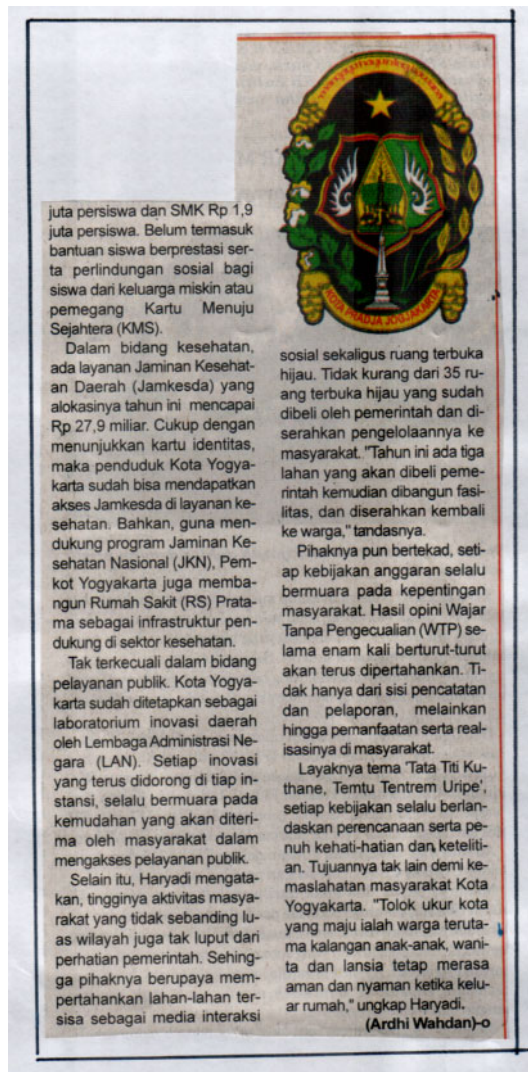 juta persiswa dan SMK Rp 1,9
juta persiswa. Belum termasuk
bantuan siswa berprestasi ser-
ta perlindungan sosial bagi
siswa dari keluarga miskin atau
pemegang Kartu Menuju
Sejahtera (KMS).
Dalam bidang kesehatan,
ada layanan Jaminan Kesehat-
an Daerah (Jamkesda) yang
alokasinya tahun ini mencapai
Rp 27,9 miliar. Cukup dengan
menunjukkan kartu identitas,
maka penduduk Kota Yogya-
karta sudah bisa mendapatkan
akses Jamkesda di layanan ke-
sehatan. Bahkan, guna men-
dukung program Jaminan Ke-
sehatan Nasional (JKN), Pem-
kot Yogyakarta juga memba-
ngun Rumah Sakit (RS) Prata-
ma sebagai infrastruktur pen-
dukung di sektor kesehatan.
Tak terkecuali dalam bidang
pelayanan publik. Kota Yogya-
karta sudah ditetapkan sebagai
laboratorium inovasi daerah
oleh Lembaga Administrasi Ne-
gara (LAN). Setiap inovasi
yang terus didorong di tiap in-
stansi, selalu bermuara pada
kemudahan yang akan diteri-
ma oleh masyarakat dalam
mengakses pelayanan publik.
Selain itu, Haryadi mengata-
kan, tingginya aktivitas masya-
rakat yang tidak sebanding lu-
as wilayah juga tak luput dari
perhatian pemerintah. Sehing-
ga pihaknya berupaya mem-
pertahankan lahan-lahan ter-
sisa sebagai media interaksi
KOTA PRADJA JOGJAKARTA
sosial sekaligus ruang terbuka
hijau. Tidak kurang dari 35 ru-
ang terbuka hijau yang sudah
dibeli oleh pemerintah dan di-
serahkan pengelolaannya ke
masyarakat. "Tahun ini ada tiga
lahan yang akan dibeli peme-
rintah kemudian dibangun fasi-
litas, dan diserahkan kembali
ke warga," tandasnya.
Pihaknya pun bertekad, seti-
ap kebijakan anggaran selalu
bermuara pada kepentingan
masyarakat. Hasil opini Wajar
Tanpa Pengecualian (WTP) se-
lama enam kali berturut-turut
akan terus dipertahankan. Ti-
dak hanya dari sisi pencatatan
dan pelaporan, melainkan
hingga pemanfaatan serta real-
isasinya di masyarakat.
Layaknya tema 'Tata Titi Ku-
thane, Temtu Tentrem Uripe',
setiap kebijakan selalu berlan-
daskan perencanaan serta pe-
nuh kehati-hatian dan keteliti-
an. Tujuannya tak lain demi ke-
maslahatan masyarakat Kota
Yogyakarta. "Tolok ukur kota
yang maju ialah warga teruta-
ma kalangan anak-anak, wani-
ta dan lansia tetap merasa
aman dan nyaman ketika kelu-
ar rumah," ungkap Haryadi.
(Ardhi Wahdan)-o